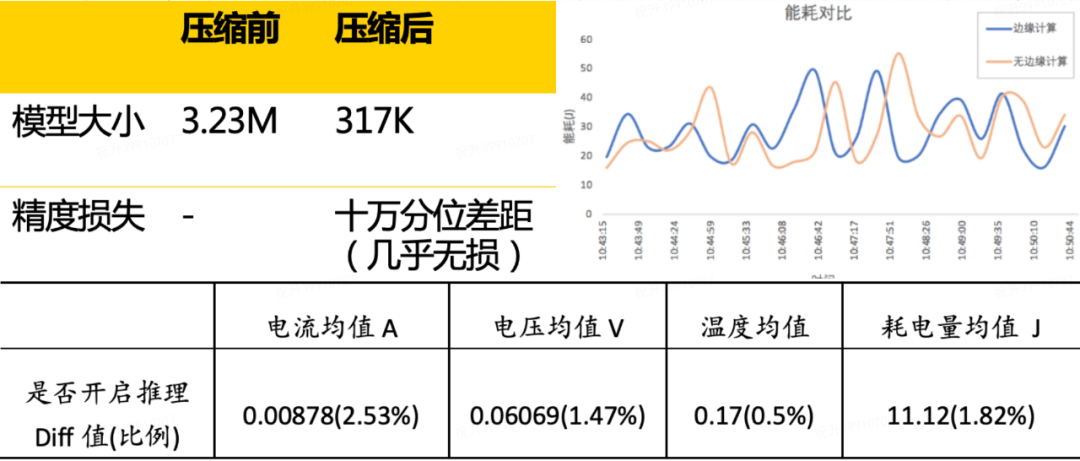 压缩前 压缩后
模型大小 3.23M 317K
精度损失 - 十万分位差距
（几乎无损）
能耗对比
边缘计算
无边缘计算
能耗(J)
60
50
40
30
20
10
0
10:43:15
10:43:49
10:44:24
10:44:59
10:45:33
10:46:08
10:46:42
10:47:17
10:47:51
10:48:26
10:49:00
10:49:35
10:50:10
10:50:44
时间
电流均值 A 电压均值 V 温度均值 耗电量均值 J
是否开启推理
Diff 值(比例) 0.00878(2.53%) 0.06069(1.47%) 0.17(0.5%) 11.12(1.82%)